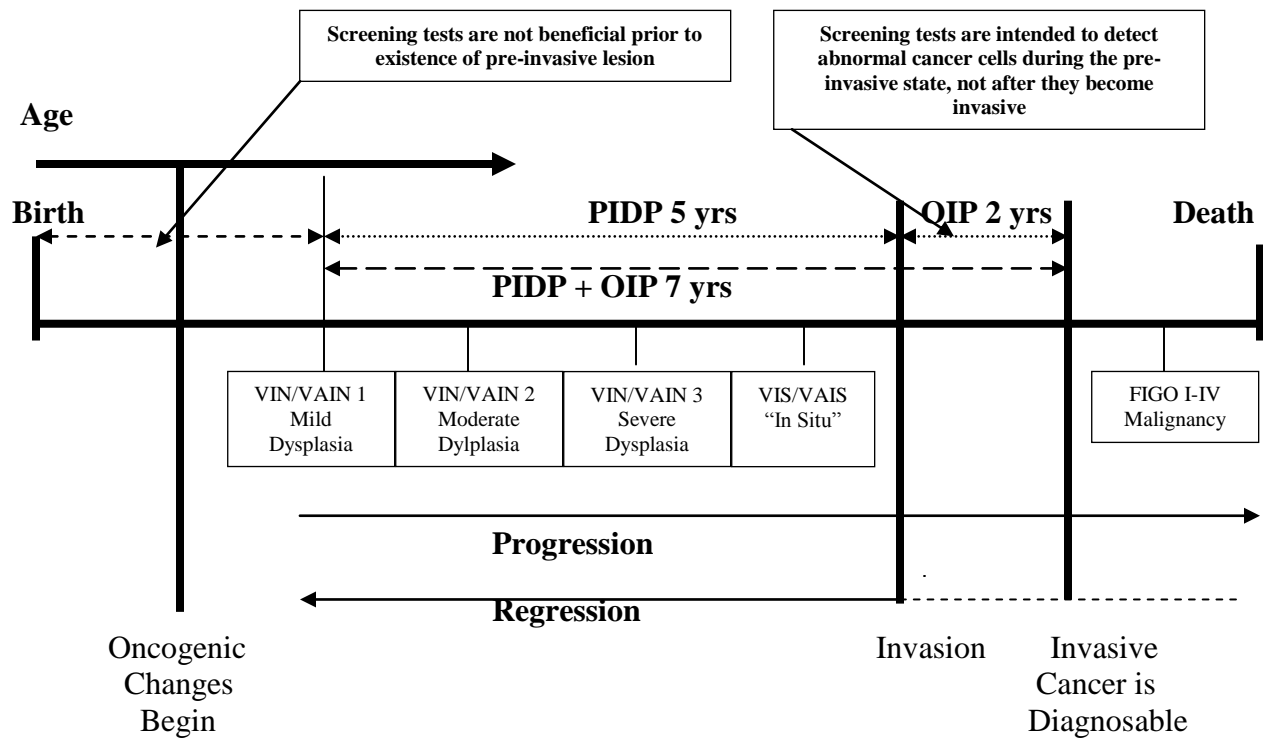 Screening tests are not beneficial prior to
existence of pre-invasive lesion
Screening tests are intended to detect
abnormal cancer cells during the pre-
invasive state, not after they become
invasive
Age
Birth
PIDP 5 yrs
OIP 2 yrs
Death
PIDP + OIP 7 yrs
VIN/VAIN 1
Mild
Dysplasia
VIN/VAIN 2
Moderate
Dylplasia
VIN/VAIN 3
Severe
Dysplasia
VIS/VAIS
“In Situ”
FIGO I-IV
Malignancy
Progression
Regression
Oncogenic
Changes
Begin
Invasion
Invasive
Cancer is
Diagnosable